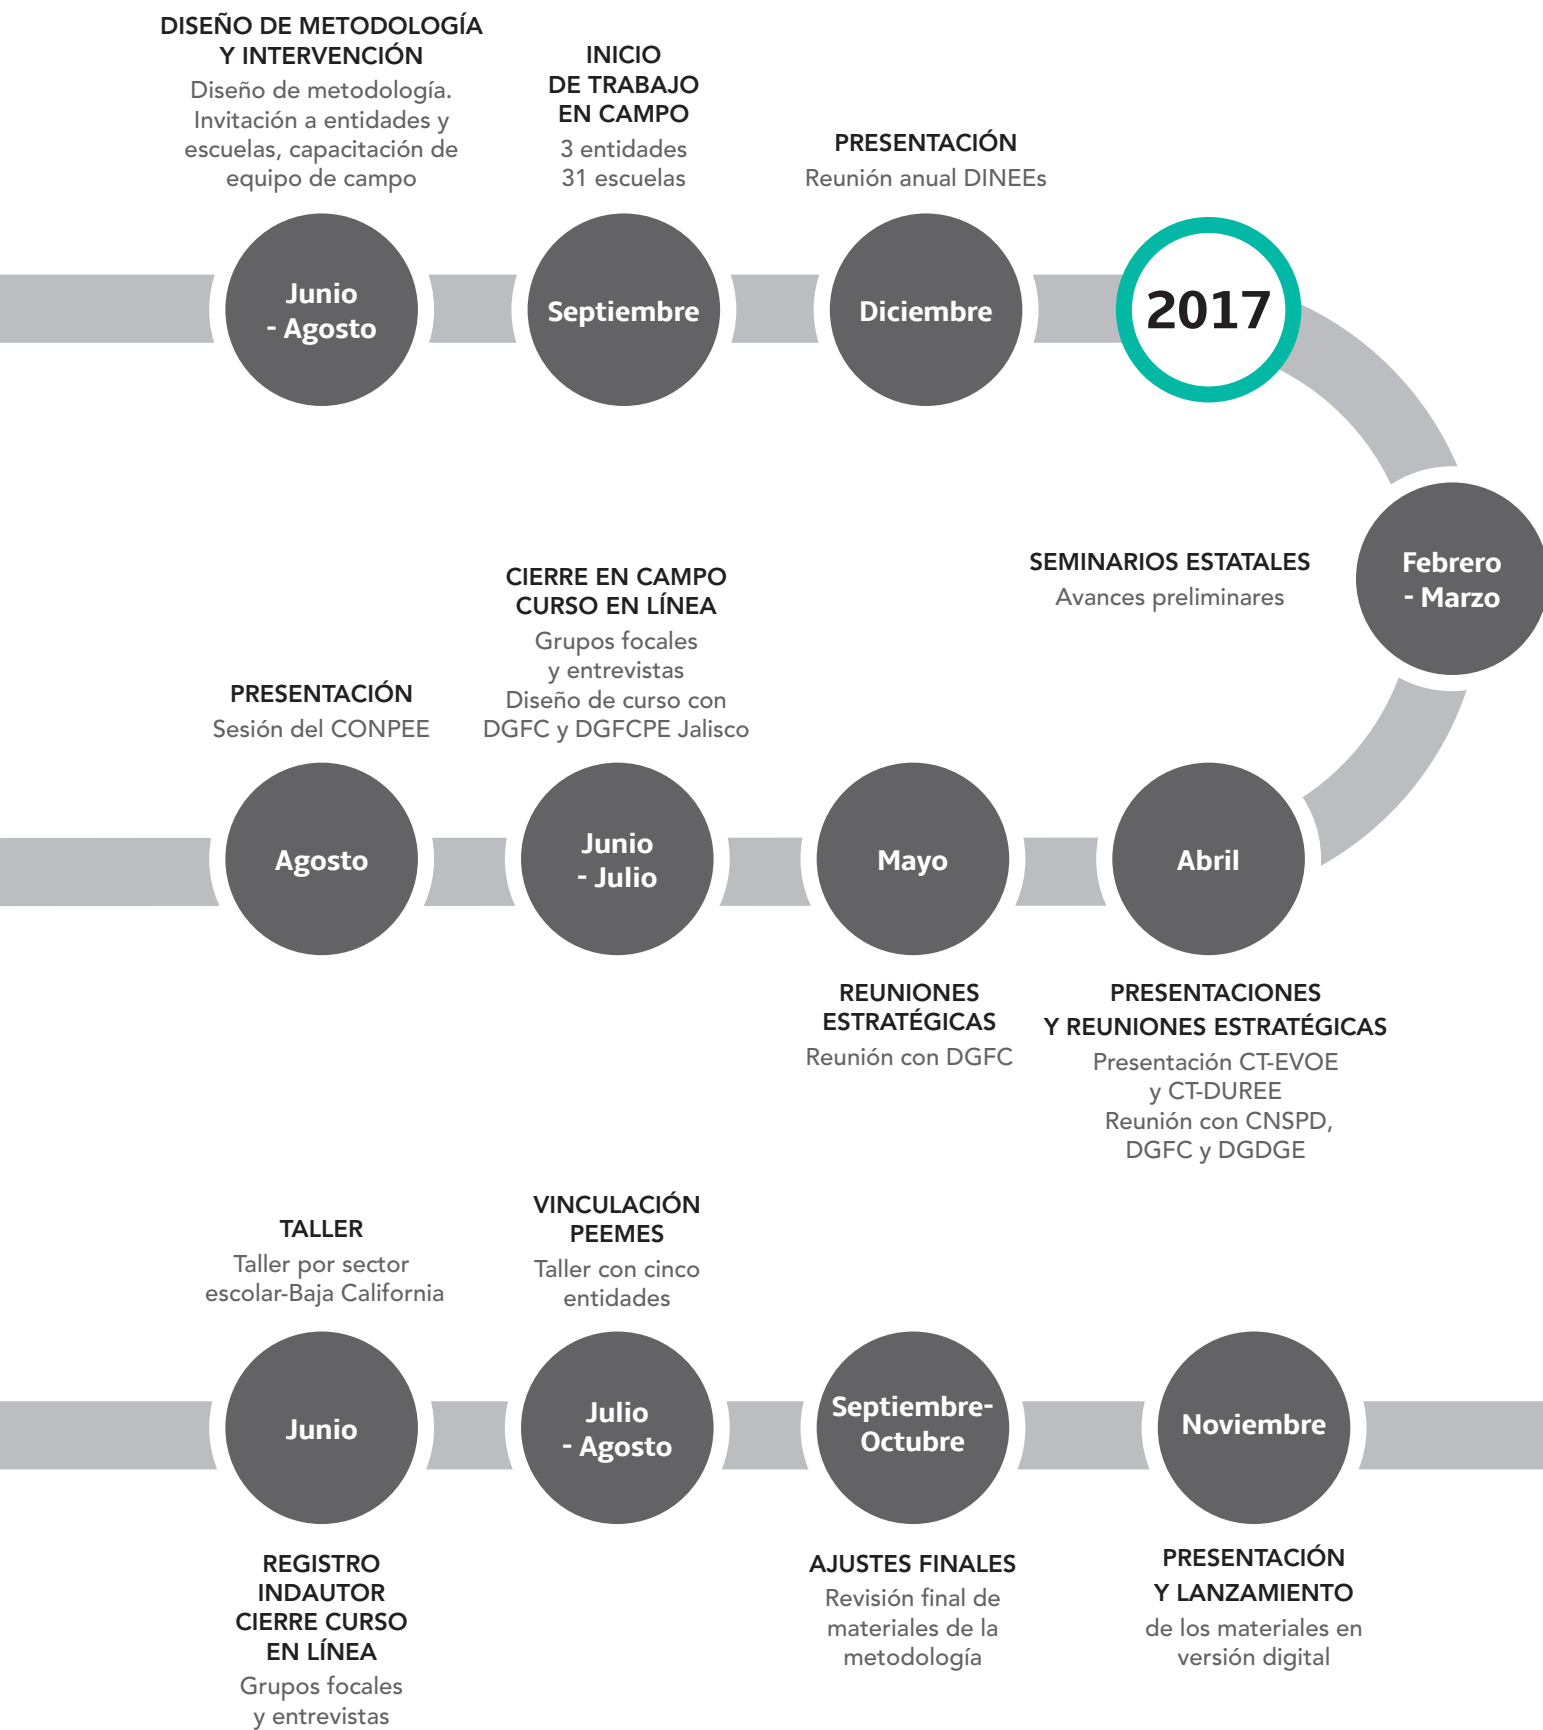 DISEÑO DE METODOLOGÍA
Y INTERVENCIÓN
Diseño de metodología.
Invitación a entidades y
escuelas, capacitación de
equipo de campo
Junio
- Agosto
INICIO
DE TRABAJO
EN CAMPO
3 entidades
31 escuelas
Septiembre
PRESENTACIÓN
Reunión anual DINEEs
Diciembre
2017
SEMINARIOS ESTATALES
Avances preliminares
Febrero
- Marzo
Abril
PRESENTACIONES
Y REUNIONES ESTRATÉGICAS
Presentación CT-EVOE
y CT-DUREE
Reunión con CNSPD,
DGFC y DGDGE
Mayo
REUNIONES
ESTRATÉGICAS
Reunión con DGFC
CIERRE EN CAMPO
CURSO EN LÍNEA
Grupos focales
y entrevistas
Diseño de curso con
DGFC y DGFCPE Jalisco
Junio
- Julio
PRESENTACIÓN
Sesión del CONPEE
Agosto
TALLER
Taller por sector
escolar-Baja California
Junio
REGISTRO
INDAUTOR
CIERRE CURSO
EN LÍNEA
Grupos focales
y entrevistas
VINCULACIÓN
PEEMES
Taller con cinco
entidades
Julio
- Agosto
Septiembre-
Octubre
AJUSTES FINALES
Revisión final de
materiales de la
metodología
Noviembre
PRESENTACIÓN
Y LANZAMIENTO
de los materiales en
versión digital